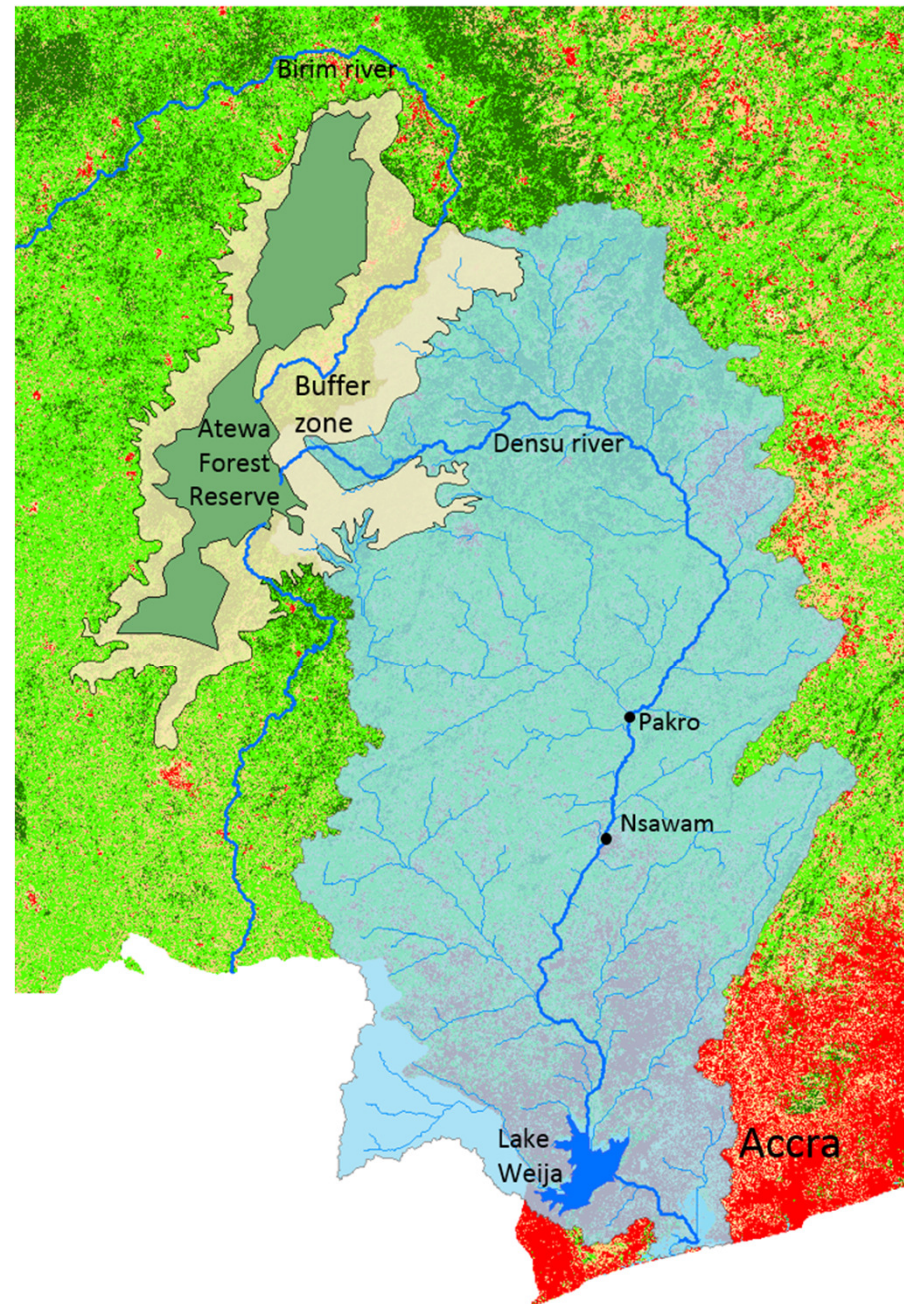 Birim river
Buffer
zone
Atewa
Forest
Reserve
Densu river
Pakro
Nsawam
Lake
Weija
Accra